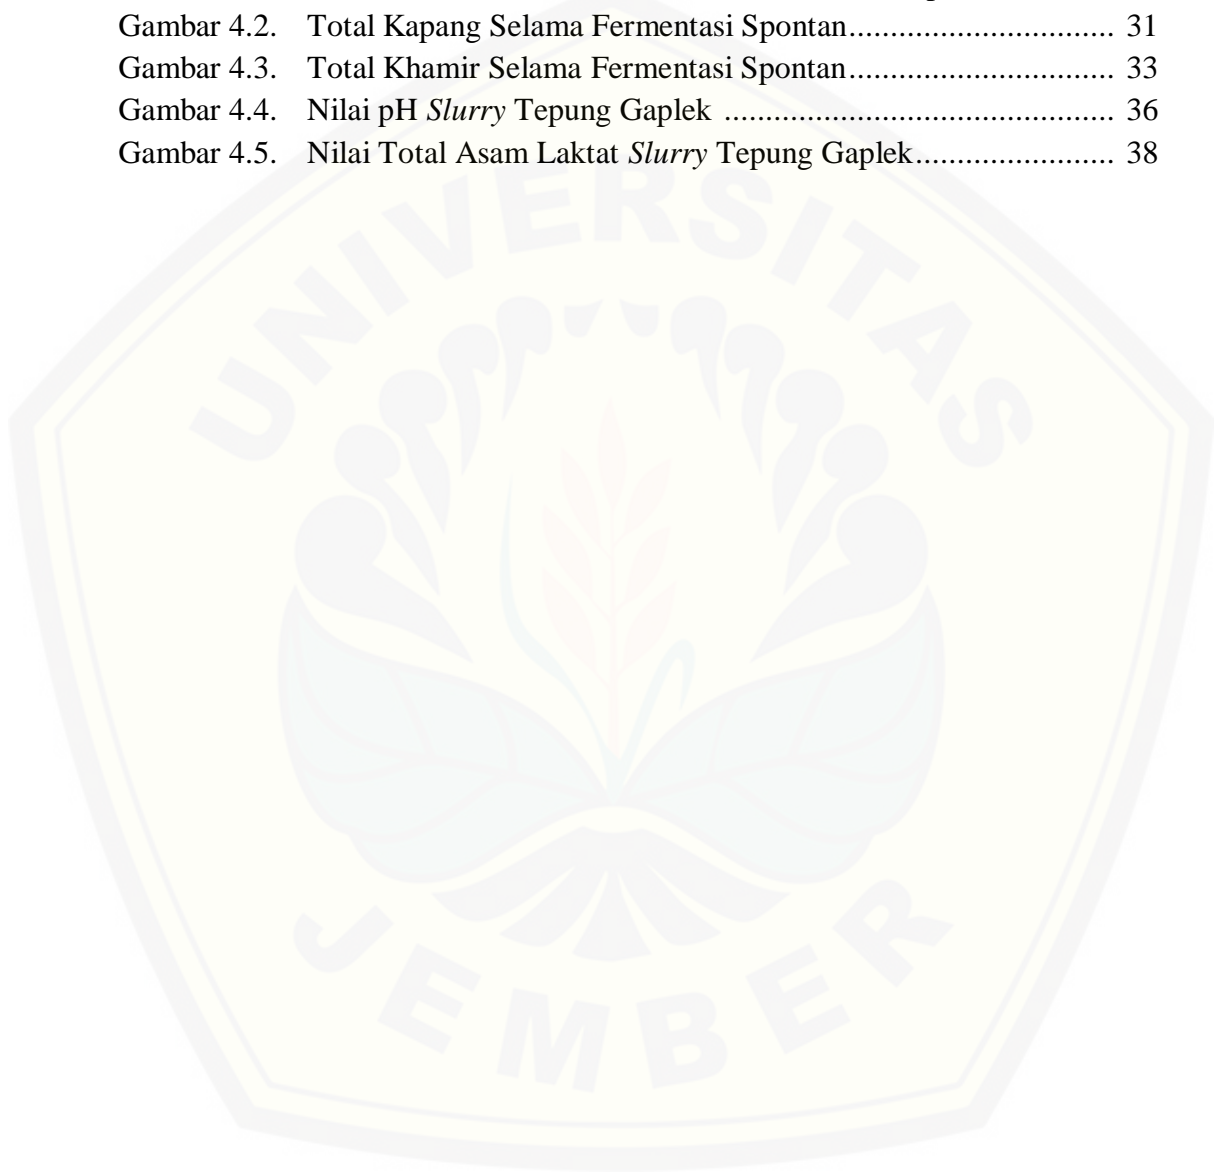 Gambar 4.2. Total Kapang Selama Fermentasi Spontan................................ 31
Gambar 4.3. Total Khamir Selama Fermentasi Spontan................................ 33
Gambar 4.4. Nilai pH Slurry Tepung Gaplek ............................................... 36
Gambar 4.5. Nilai Total Asam Laktat Slurry Tepung Gaplek........................ 38
UNIVERSITAS
JEMBER